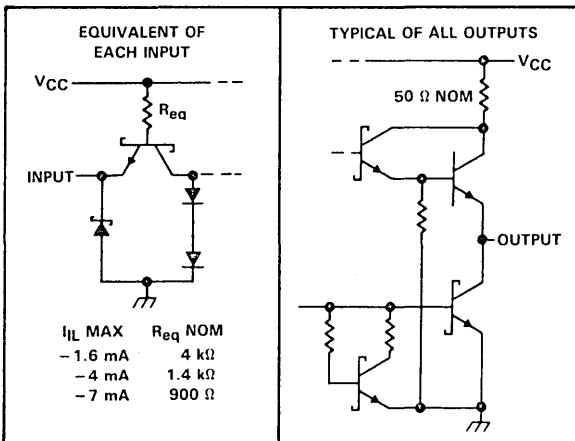 EQUIVALENT OF
EACH INPUT
VCC
Req
INPUT
IIL MAX Req NOM
−1.6 mA 4 kΩ
−4 mA 1.4 kΩ
−7 mA 900 Ω
TYPICAL OF ALL OUTPUTS
VCC
50 Ω NOM
OUTPUT